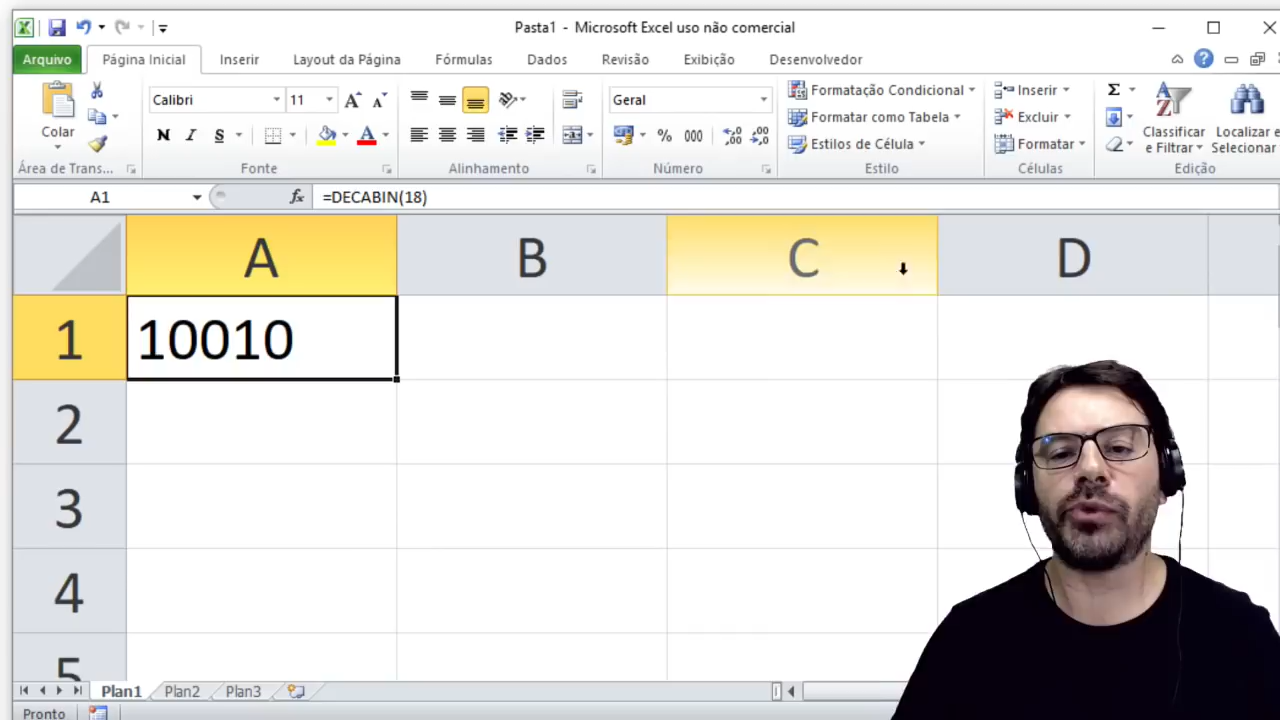 Pasta1 - Microsoft Excel uso não comercial
Arquivo Página Inicial Inserir Layout da Página Fórmulas Dados Revisão Exibição Desenvolvedor
Calibri 11 Geral Formatação Condicional Inserir Σ
Colar Formatar como Tabela Excluir Classificar e Filtrar Localizar e Selecionar
N I S % 000 Estilos de Célula Formatar
Área de Trans... Fonte Alinhamento Número Estilo Células Edição
A1 fx =DECABIN(18)
A B C D
1 10010
2
3
4
5
Plan1 Plan2 Plan3
Pronto